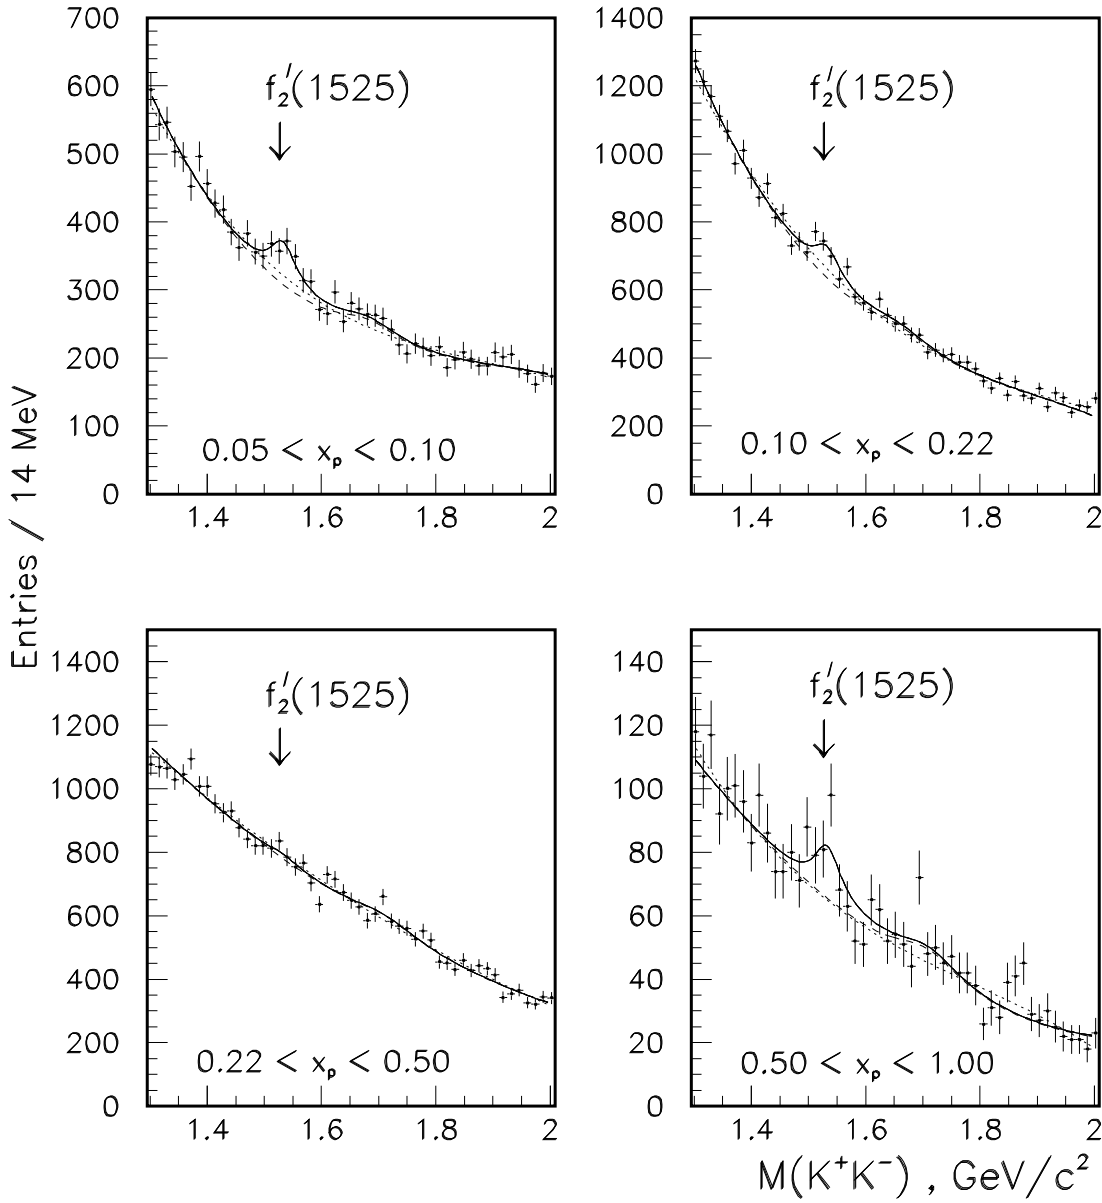 Entries / 14 MeV
700
600
500
400
300
200
100
0
f₂′(1525)
0.05 < xₚ < 0.10
1.4 1.6 1.8 2
1400
1200
1000
800
600
400
200
0
f₂′(1525)
0.10 < xₚ < 0.22
1.4 1.6 1.8 2
1400
1200
1000
800
600
400
200
0
f₂′(1525)
0.22 < xₚ < 0.50
1.4 1.6 1.8 2
140
120
100
80
60
40
20
0
f₂′(1525)
0.50 < xₚ < 1.00
1.4 1.6 1.8 2
M(K⁺K⁻) , GeV/c²